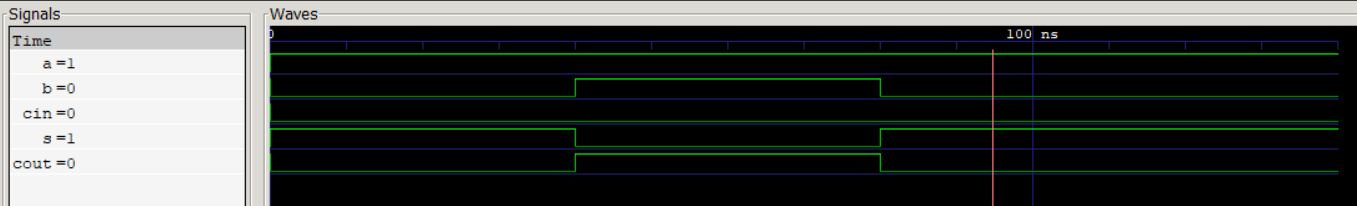 Signals
Waves
Time
0
100 ns
a=1
b=0
cin=0
s=1
cout=0